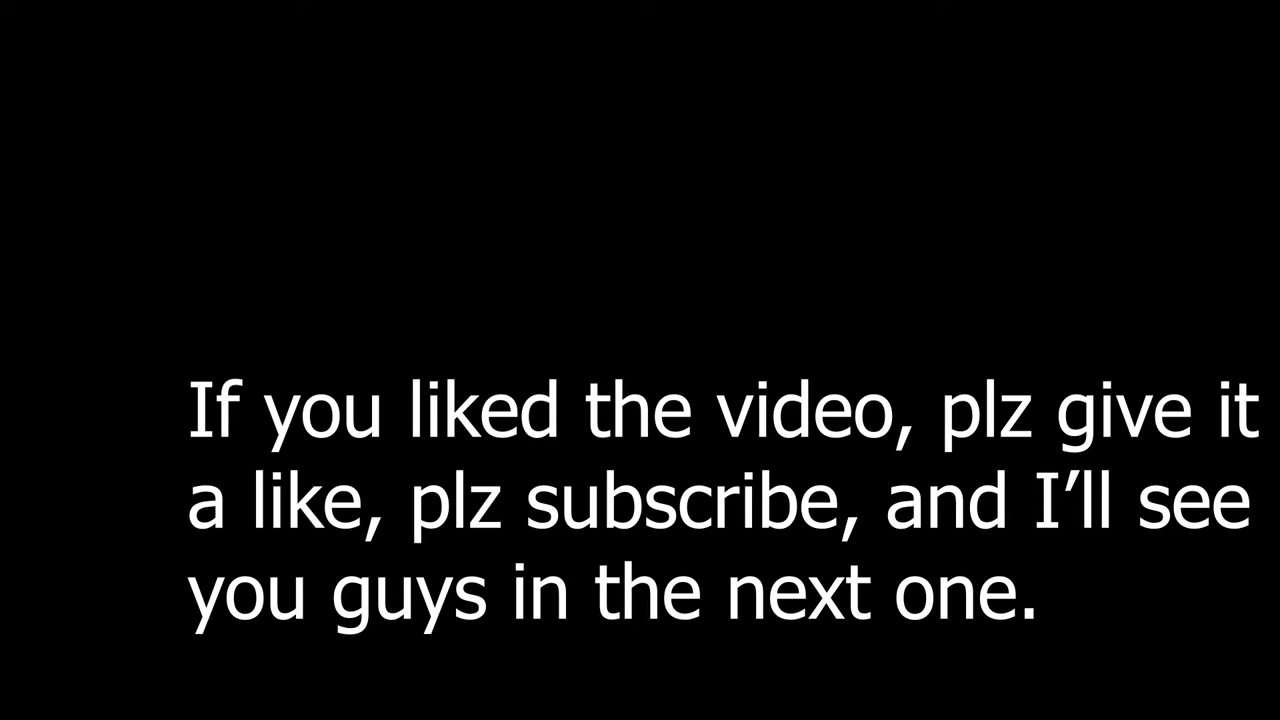 If you liked the video, plz give it
a like, plz subscribe, and I’ll see
you guys in the next one.